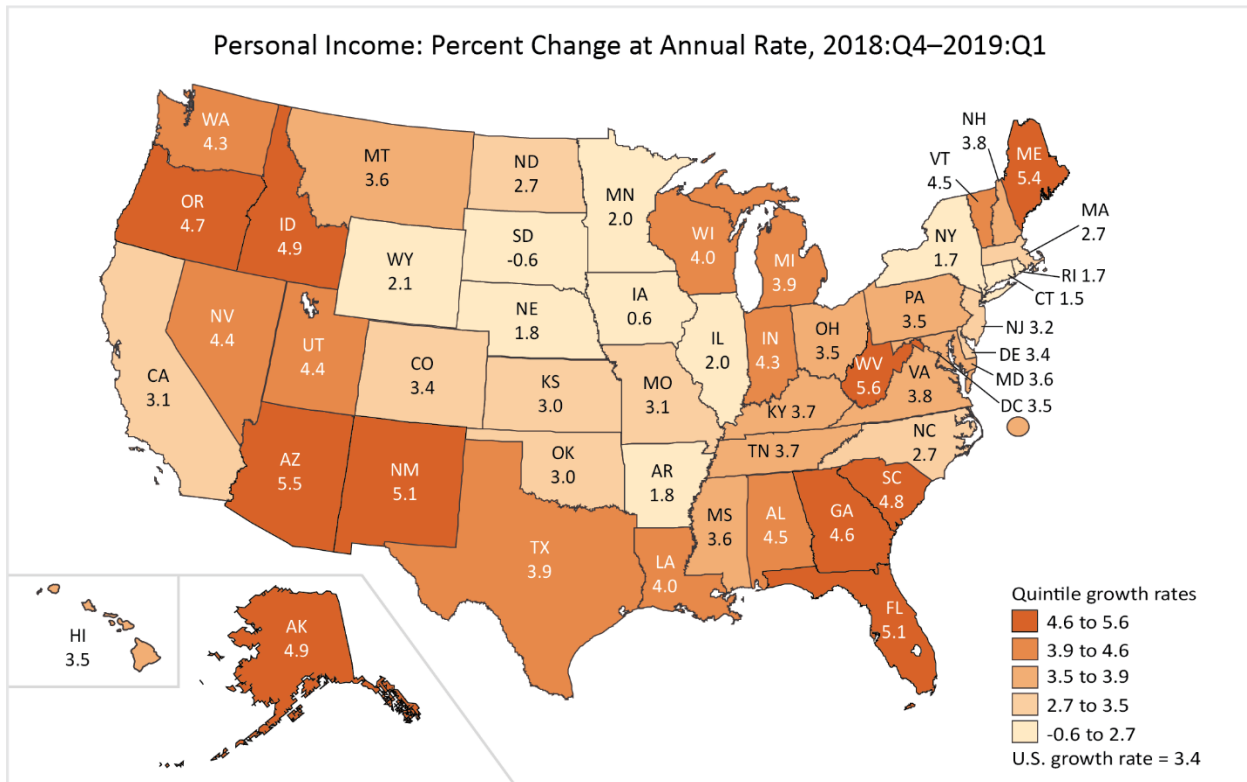 Personal Income: Percent Change at Annual Rate, 2018:Q4–2019:Q1
WA
4.3
OR
4.7
ID
4.9
MT
3.6
ND
2.7
MN
2.0
SD
-0.6
WY
2.1
WI
4.0
MI
3.9
NH
3.8
VT
4.5
ME
5.4
MA
2.7
NY
1.7
RI 1.7
CT 1.5
PA
3.5
NJ 3.2
DE 3.4
MD 3.6
DC 3.5
CA
3.1
NV
4.4
UT
4.4
CO
3.4
NE
1.8
IA
0.6
IL
2.0
IN
4.3
OH
3.5
WV
5.6
VA
3.8
KS
3.0
MO
3.1
KY 3.7
NC
2.7
TN 3.7
AZ
5.5
NM
5.1
OK
3.0
AR
1.8
SC
4.8
MS
3.6
AL
4.5
GA
4.6
TX
3.9
LA
4.0
FL
5.1
HI
3.5
AK
4.9
Quintile growth rates
4.6 to 5.6
3.9 to 4.6
3.5 to 3.9
2.7 to 3.5
-0.6 to 2.7
U.S. growth rate = 3.4